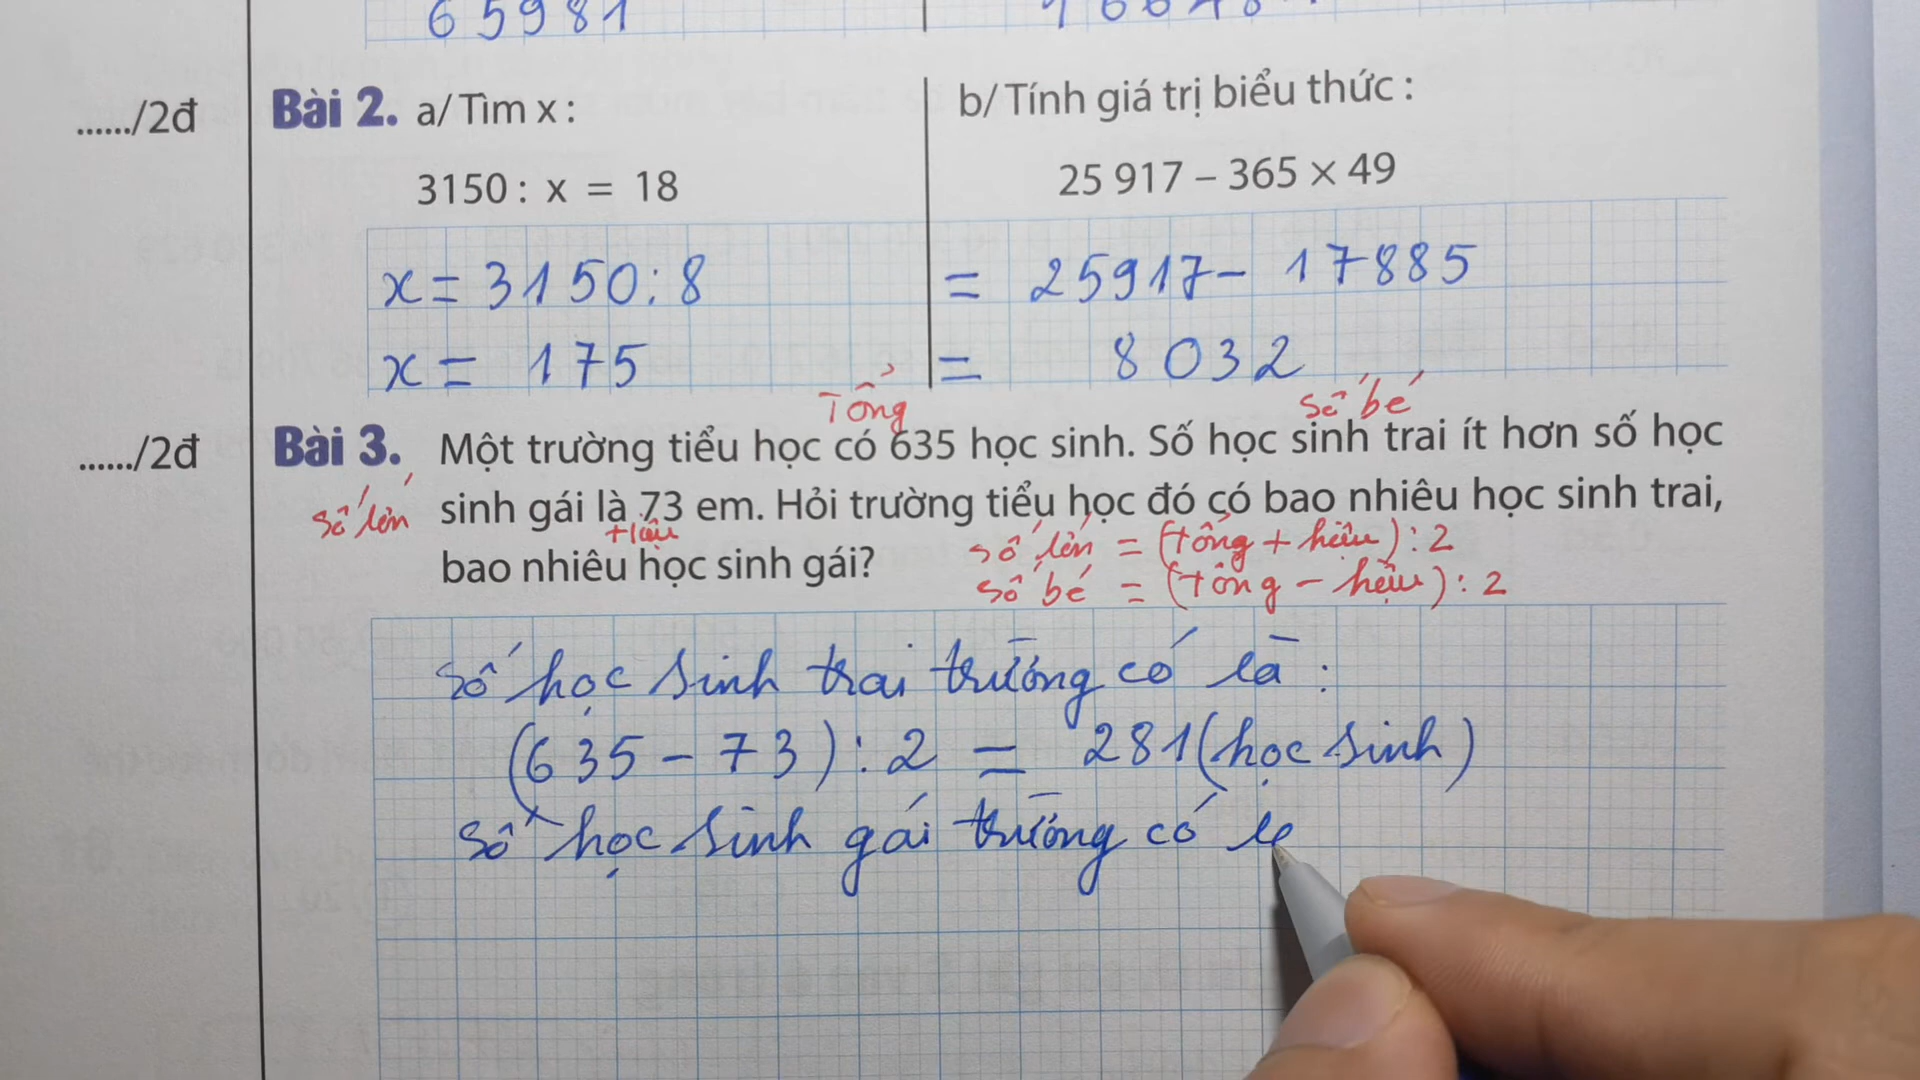 65981
....../2đ Bài 2. a/ Tìm x : b/ Tính giá trị biểu thức :
3150 : x = 18 25 917 – 365 × 49
x = 3150 : 8 = 25917 - 17885
x = 175 = 8032
Tổng số bé
....../2đ Bài 3. Một trường tiểu học có 635 học sinh. Số học sinh trai ít hơn số học
số lớn sinh gái là 73 em. Hỏi trường tiểu học đó có bao nhiêu học sinh trai,
hiệu số lớn = (tổng + hiệu) : 2
bao nhiêu học sinh gái? số bé = (tổng - hiệu) : 2
Số học sinh trai trường có là :
(635 - 73) : 2 = 281 (học sinh)
Số học sinh gái trường có